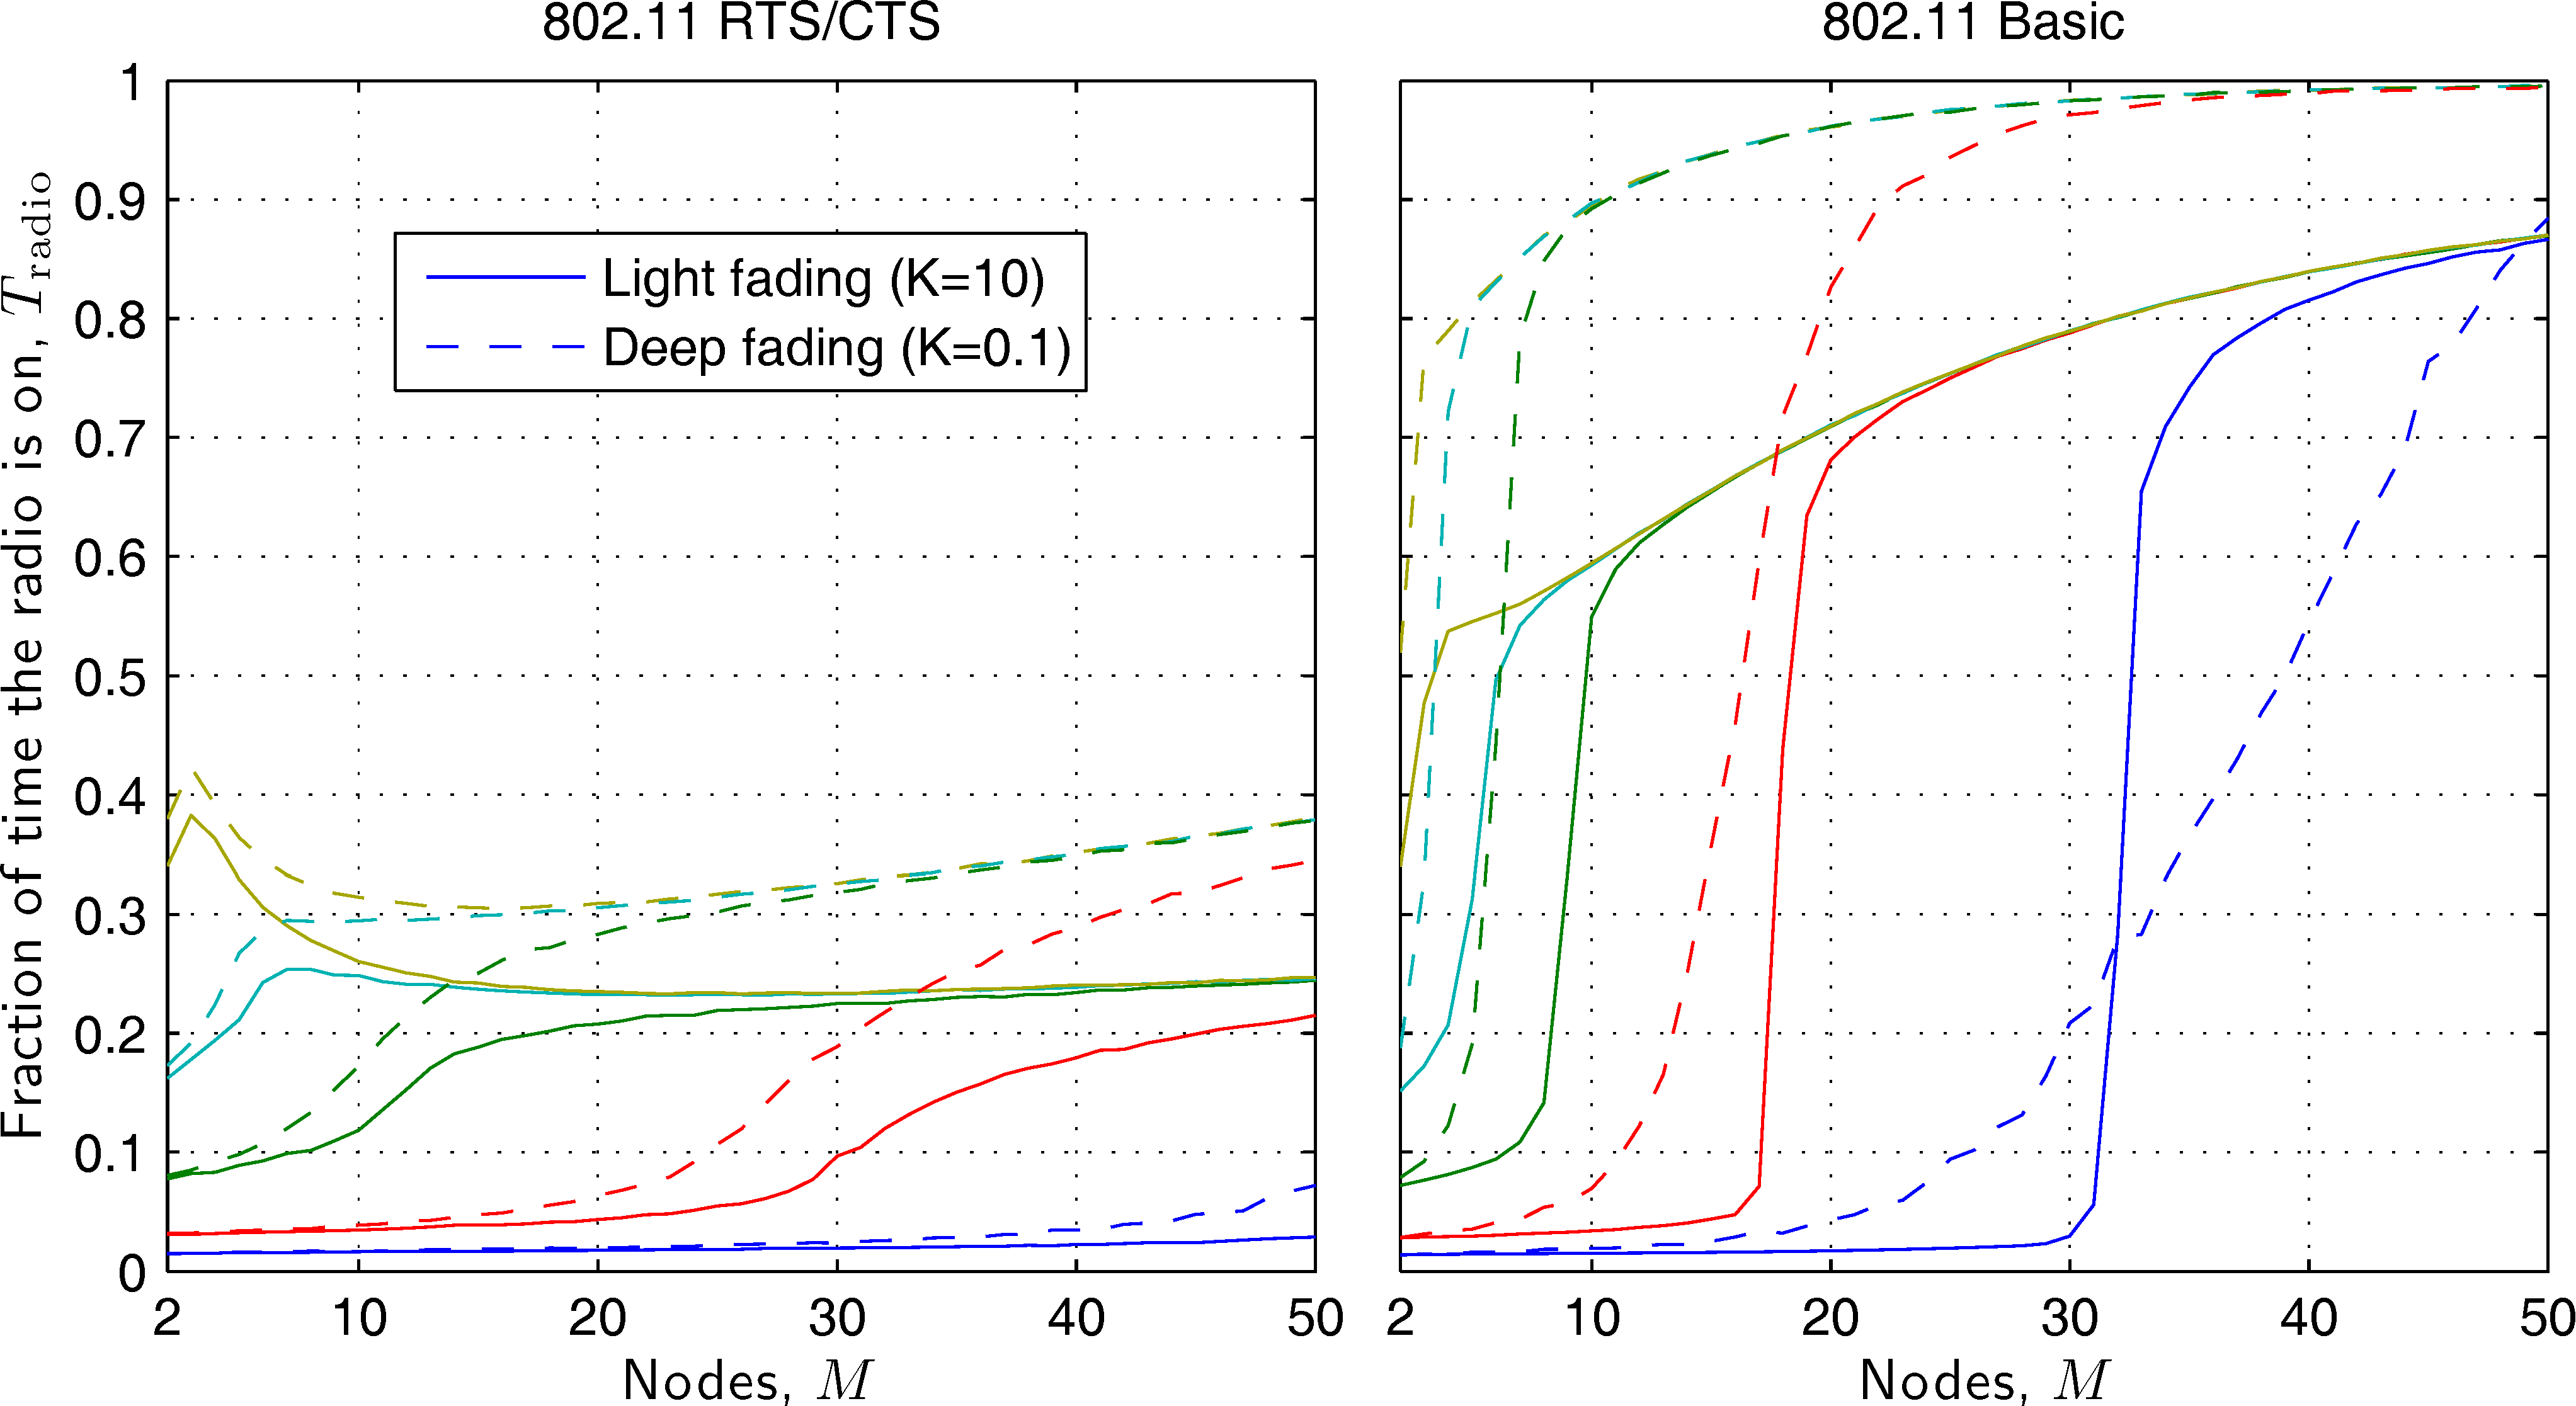 802.11 RTS/CTS
802.11 Basic
Fraction of time the radio is on, T_radio
1
0.9
0.8
0.7
0.6
0.5
0.4
0.3
0.2
0.1
0
Light fading (K=10)
Deep fading (K=0.1)
2 10 20 30 40 50
2 10 20 30 40 50
Nodes, M
Nodes, M